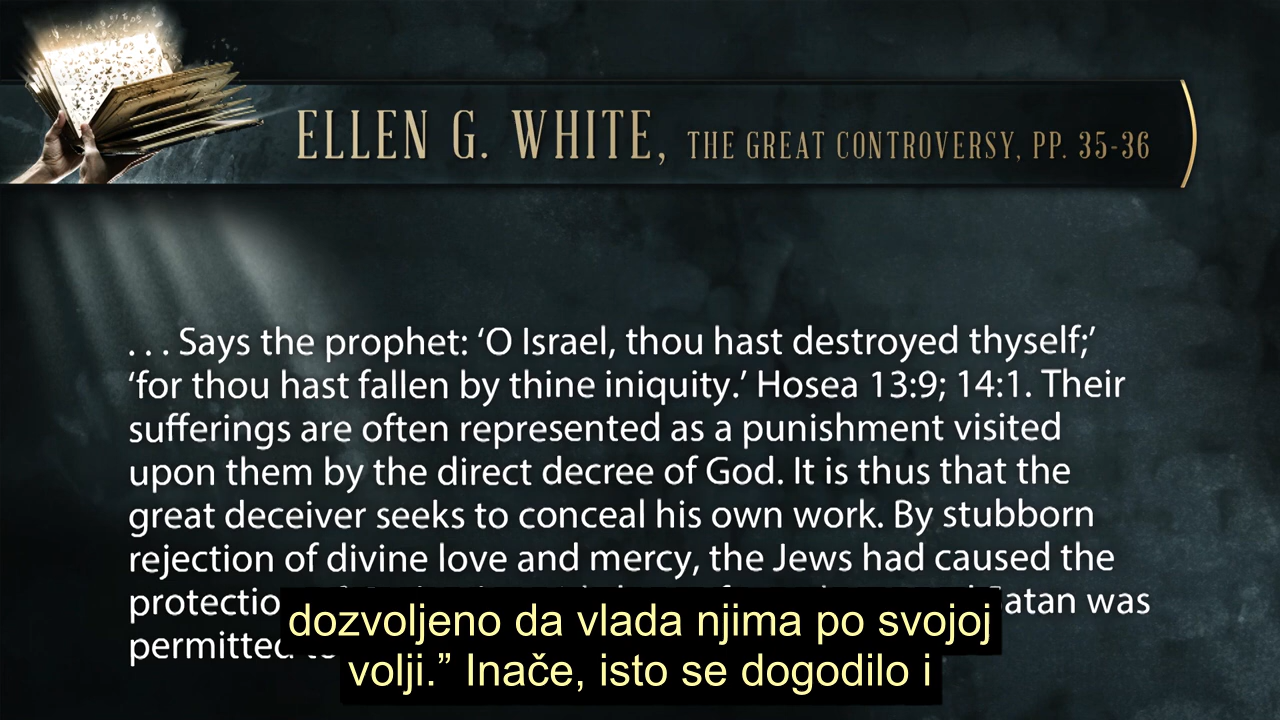 ELLEN G. WHITE, THE GREAT CONTROVERSY, PP. 35-36
. . . Says the prophet: ‘O Israel, thou hast destroyed thyself;’
‘for thou hast fallen by thine iniquity.’ Hosea 13:9; 14:1. Their
sufferings are often represented as a punishment visited
upon them by the direct decree of God. It is thus that the
great deceiver seeks to conceal his own work. By stubborn
rejection of divine love and mercy, the Jews had caused the
Satan was
permitted to
dozvoljeno da vlada njima po svojoj
volji.” Inače, isto se dogodilo i